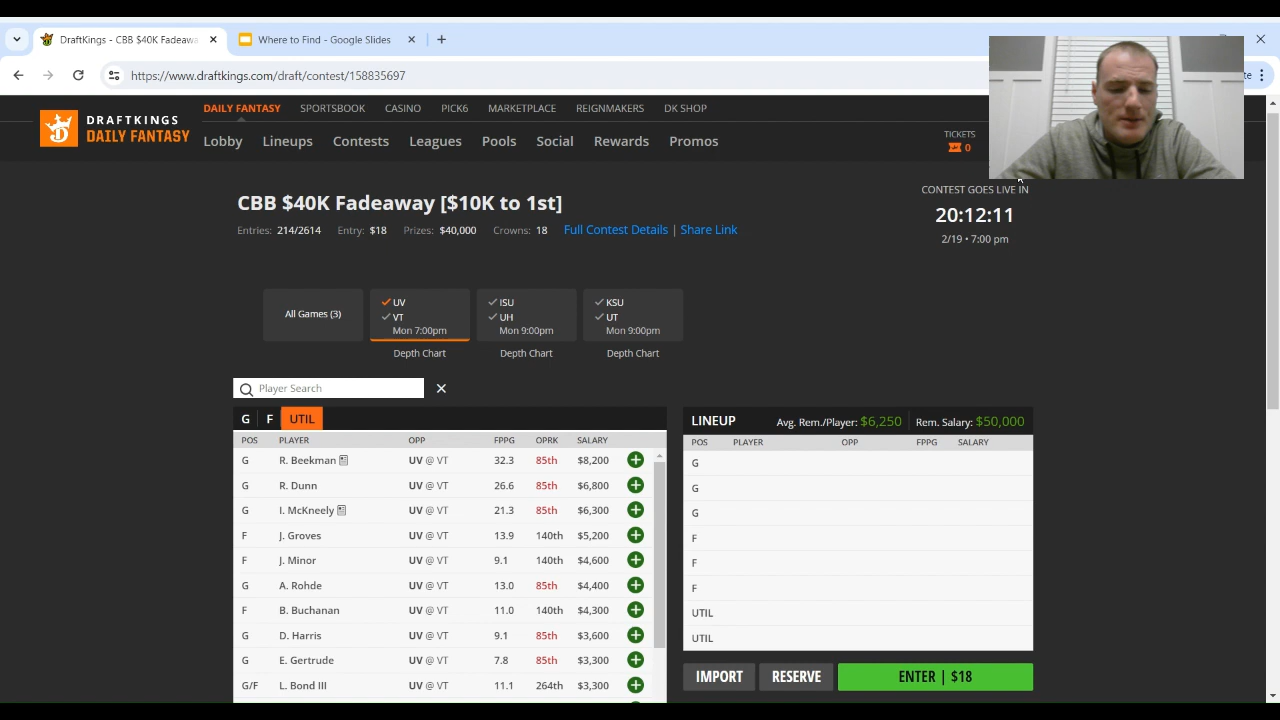 DraftKings - CBB $40K Fadeawa
Where to Find - Google Slides
https://www.draftkings.com/draft/contest/
DRAFTKINGS
DAILY FANTASY
DAILY FANTASY SPORTSBOOK CASINO PICK6 MARKETPLACE REIGNMAKERS DK SHOP
Lobby Lineups Contests Leagues Pools Social Rewards Promos
TICKETS
0
CBB $40K Fadeaway [$10K to 1st]
Entries: 214/2614 Entry: $18 Prizes: $40,000 Crowns: 18 Full Contest Details | Share Link
CONTEST GOES LIVE IN
20:12:11
2/19 • 7:00 pm
All Games (3)
UV
VT
Mon 7:00pm
Depth Chart
ISU
UH
Mon 9:00pm
Depth Chart
KSU
UT
Mon 9:00pm
Depth Chart
Player Search
G F UTIL
POS PLAYER OPP FPPG OPRK SALARY
G R. Beekman UV @ VT 32.3 85th $8,200
G R. Dunn UV @ VT 26.6 85th $6,800
G I. McKneely UV @ VT 21.3 85th $6,300
F J. Groves UV @ VT 13.9 140th $5,200
F J. Minor UV @ VT 9.1 140th $4,600
G A. Rohde UV @ VT 13.0 85th $4,400
F B. Buchanan UV @ VT 11.0 140th $4,300
G D. Harris UV @ VT 9.1 85th $3,600
G E. Gertrude UV @ VT 7.8 85th $3,300
G/F L. Bond III UV @ VT 11.1 264th $3,300
LINEUP Avg. Rem./Player: $6,250 Rem. Salary: $50,000
POS PLAYER OPP FPPG SALARY
G
G
G
F
F
F
UTIL
UTIL
IMPORT RESERVE ENTER | $18